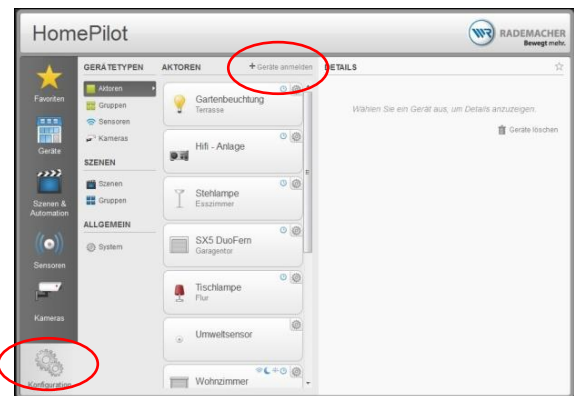 HomePilot
RADEMACHER
Bewegt mehr.
Favoriten
Geräte
Szenen &
Automation
Sensoren
Kameras
Konfiguration
GERÄTETYPEN
Aktoren
Gruppen
Sensoren
Kameras
SZENEN
Szenen
Gruppen
ALLGEMEIN
System
AKTOREN
+ Geräte anmelden
Gartenbeuchtung
Terrasse
Hifi - Anlage
Stehlampe
Esszimmer
SX5 DuoFern
Garagentor
Tischlampe
Flur
Umweltsensor
Wohnzimmer
DETAILS
Wählen Sie ein Gerät aus, um Details anzuzeigen.
Geräte löschen